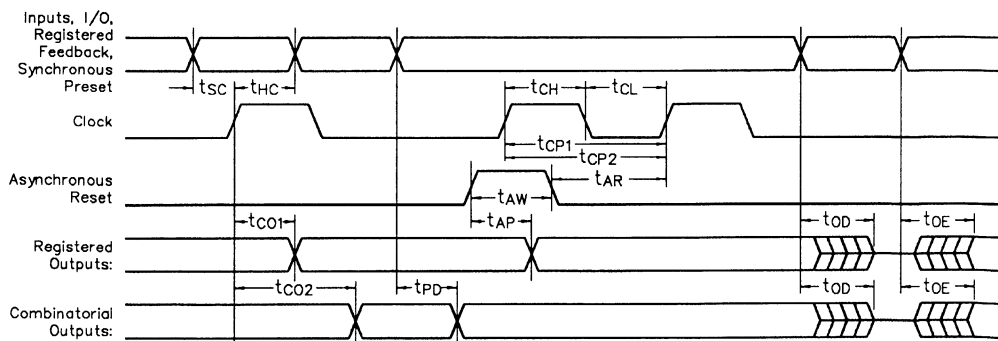 Inputs, I/O,
Registered
Feedback,
Synchronous
Preset
tSC tHC tCH tCL
Clock
tCP1
tCP2
Asynchronous
Reset
tAR
tAW
tCO1 tAP tOD tOE
Registered
Outputs:
tCO2 tPD tOD tOE
Combinatorial
Outputs: